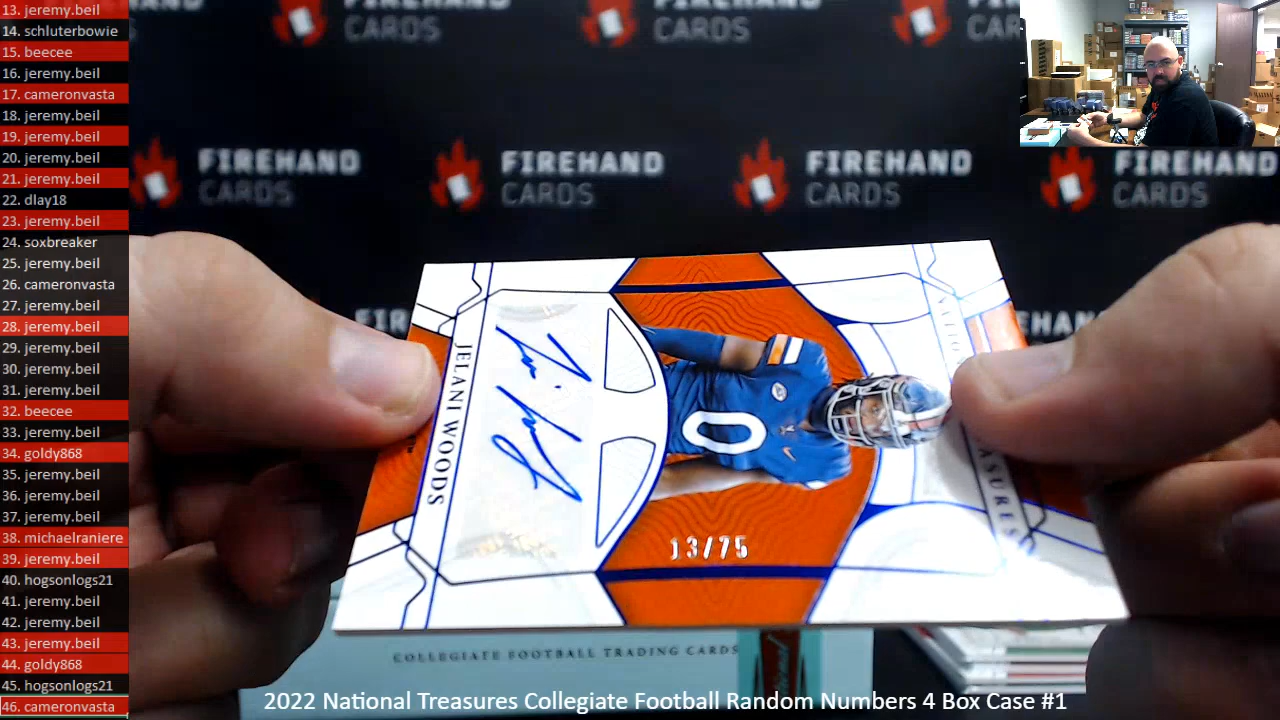 13. jeremy.beil
14. schluterbowie
15. beecee
16. jeremy.beil
17. cameronvasta
18. jeremy.beil
19. jeremy.beil
20. jeremy.beil
21. jeremy.beil
22. dlay18
23. jeremy.beil
24. soxbreaker
25. jeremy.beil
26. cameronvasta
27. jeremy.beil
28. jeremy.beil
29. jeremy.beil
30. jeremy.beil
31. jeremy.beil
32. beecee
33. jeremy.beil
34. goldy868
35. jeremy.beil
36. jeremy.beil
37. jeremy.beil
38. michaelraniere
39. jeremy.beil
40. hogsonlogs21
41. jeremy.beil
42. jeremy.beil
43. jeremy.beil
44. goldy868
45. hogsonlogs21
46. cameronvasta
CARDS
CARDS
FIREHAND
CARDS
FIREHAND
CARDS
FIREHAND
CARDS
FIREHAND
CARDS
JELANI WOODS
0
13/75
COLLEGIATE FOOTBALL TRADING CARDS
2022 National Treasures Collegiate Football Random Numbers 4 Box Case #1